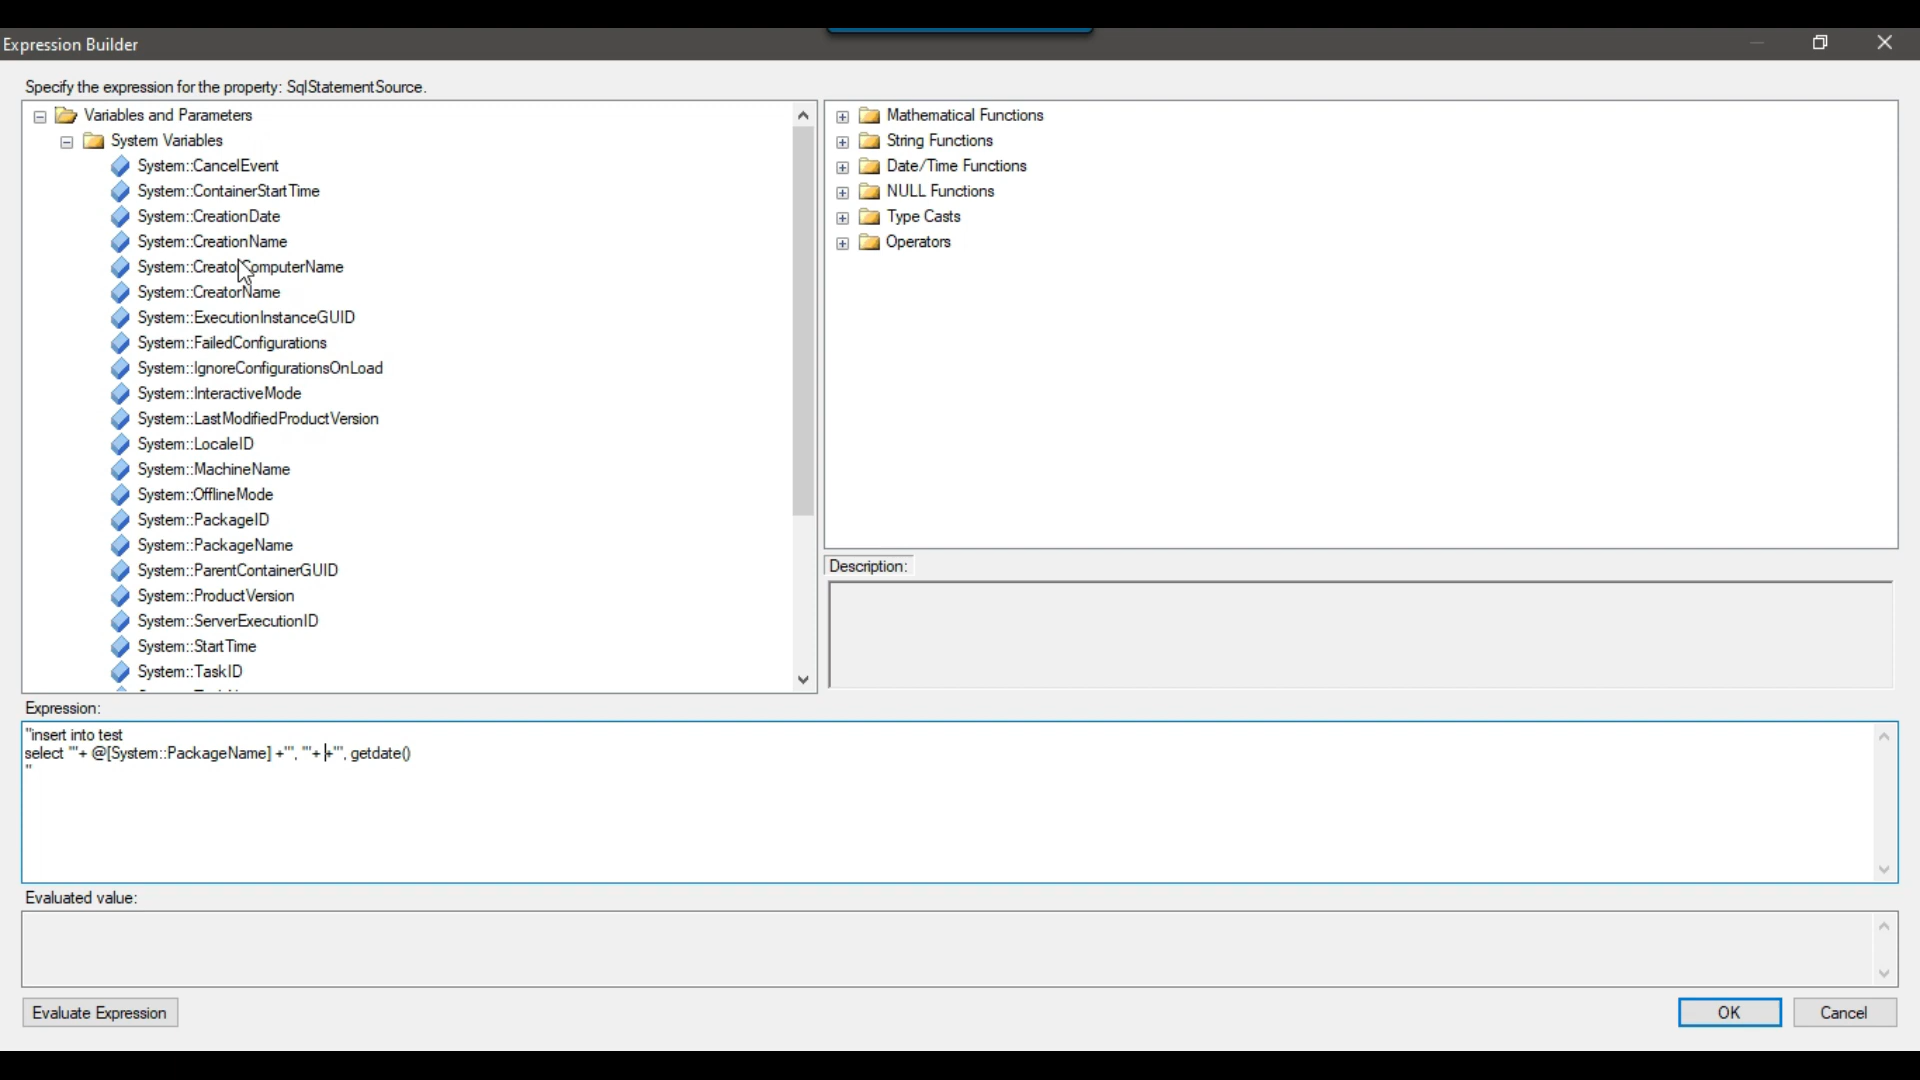 Expression Builder
Specify the expression for the property: SqlStatementSource.
Variables and Parameters
System Variables
System::CancelEvent
System::ContainerStartTime
System::CreationDate
System::CreationName
System::CreatorComputerName
System::CreatorName
System::ExecutionInstanceGUID
System::FailedConfigurations
System::IgnoreConfigurationsOnLoad
System::InteractiveMode
System::LastModifiedProductVersion
System::LocaleID
System::MachineName
System::OfflineMode
System::PackageID
System::PackageName
System::ParentContainerGUID
System::ProductVersion
System::ServerExecutionID
System::StartTime
System::TaskID
Mathematical Functions
String Functions
Date/Time Functions
NULL Functions
Type Casts
Operators
Description:
Expression:
"insert into test
select '"+ @[System::PackageName] +"', '"+ +"', getdate()
"
Evaluated value:
Evaluate Expression
OK
Cancel